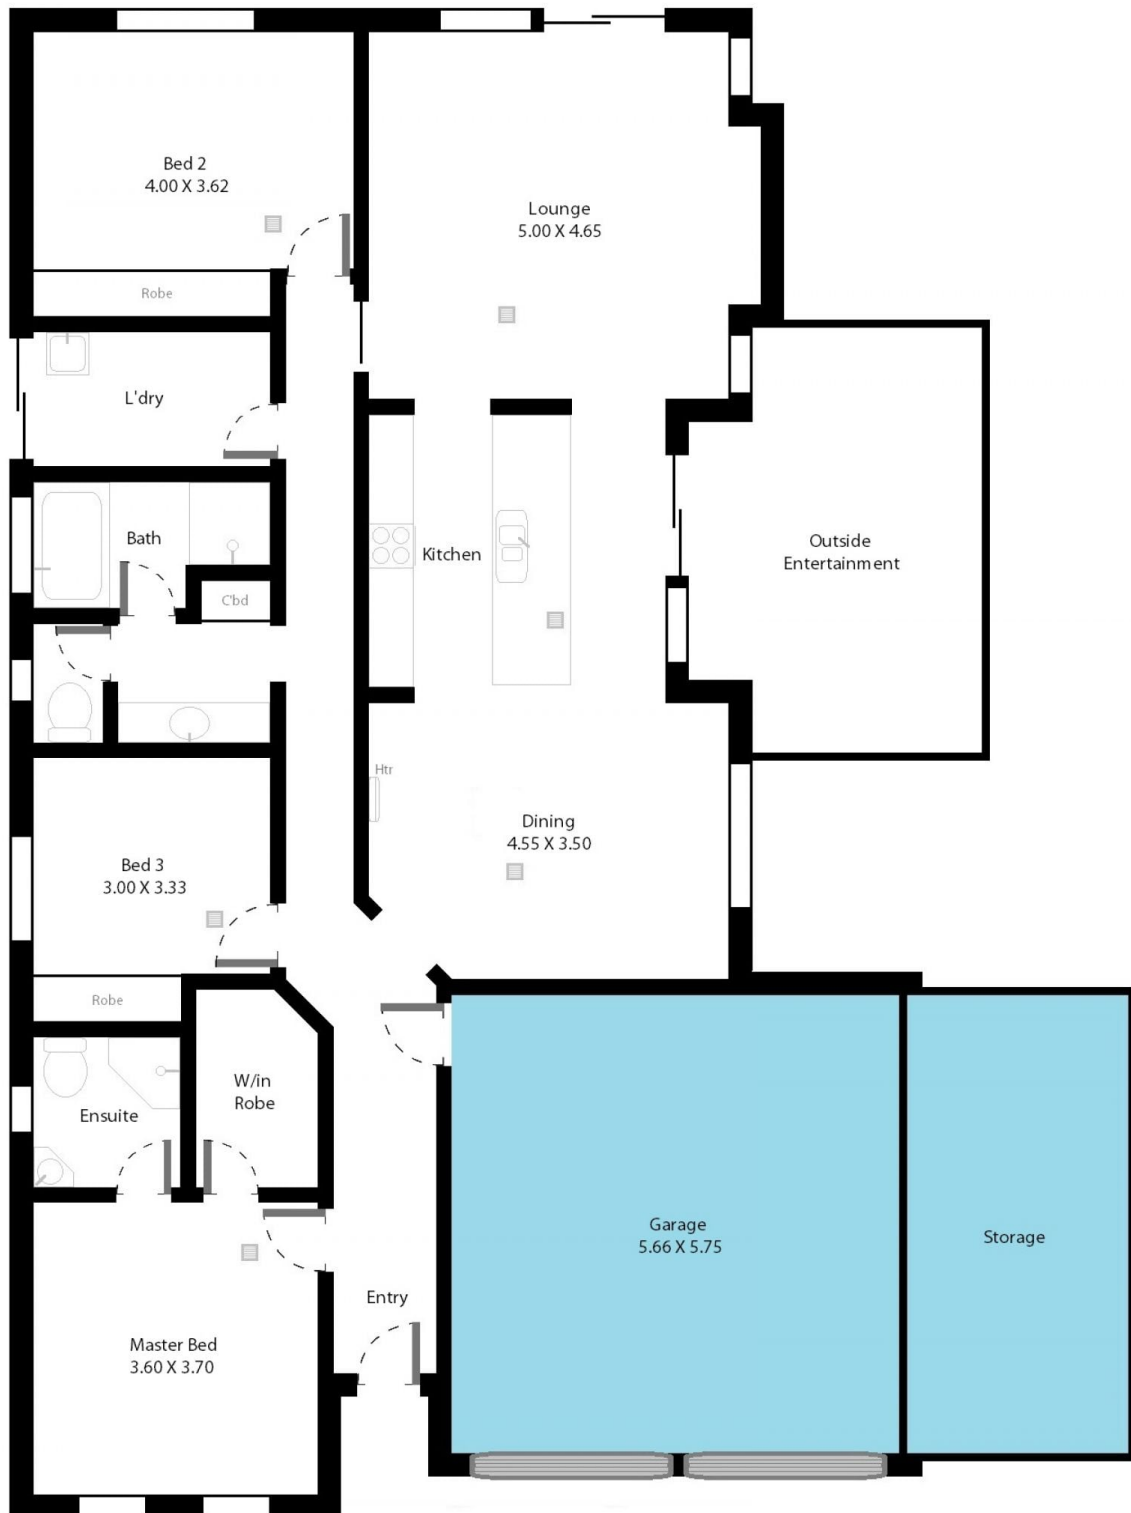 Bed 2
4.00 X 3.62
Lounge
5.00 X 4.65
Robe
L'dry
Bath
Kitchen
Outside
Entertainment
C'bd
Htr
Dining
4.55 X 3.50
Bed 3
3.00 X 3.33
Robe
W/in
Robe
Ensuite
Garage
5.66 X 5.75
Storage
Entry
Master Bed
3.60 X 3.70